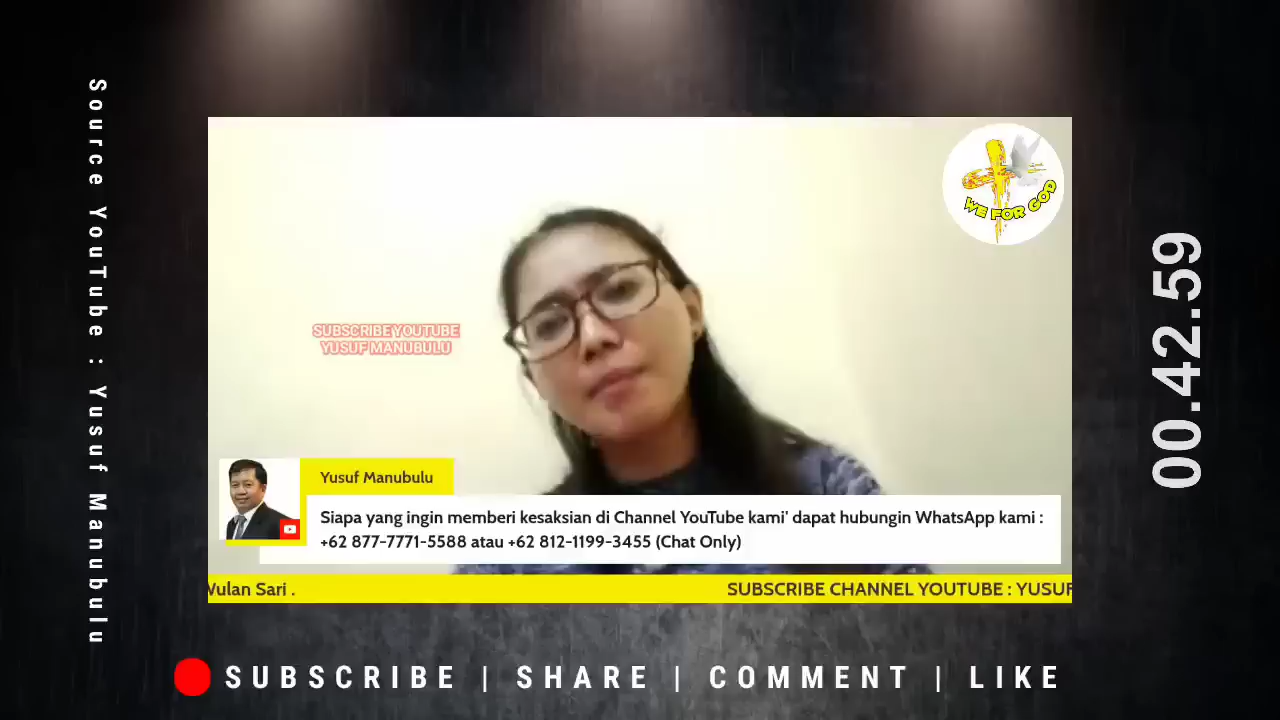 Source YouTube : Yusuf Manubulu
WE FOR GOD
SUBSCRIBE YOUTUBE
YUSUF MANUBULU
00.42.59
Yusuf Manubulu
Siapa yang ingin memberi kesaksian di Channel YouTube kami' dapat hubungin WhatsApp kami :
+62 877-7771-5588 atau +62 812-1199-3455 (Chat Only)
Wulan Sari . SUBSCRIBE CHANNEL YOUTUBE : YUSUF
SUBSCRIBE | SHARE | COMMENT | LIKE